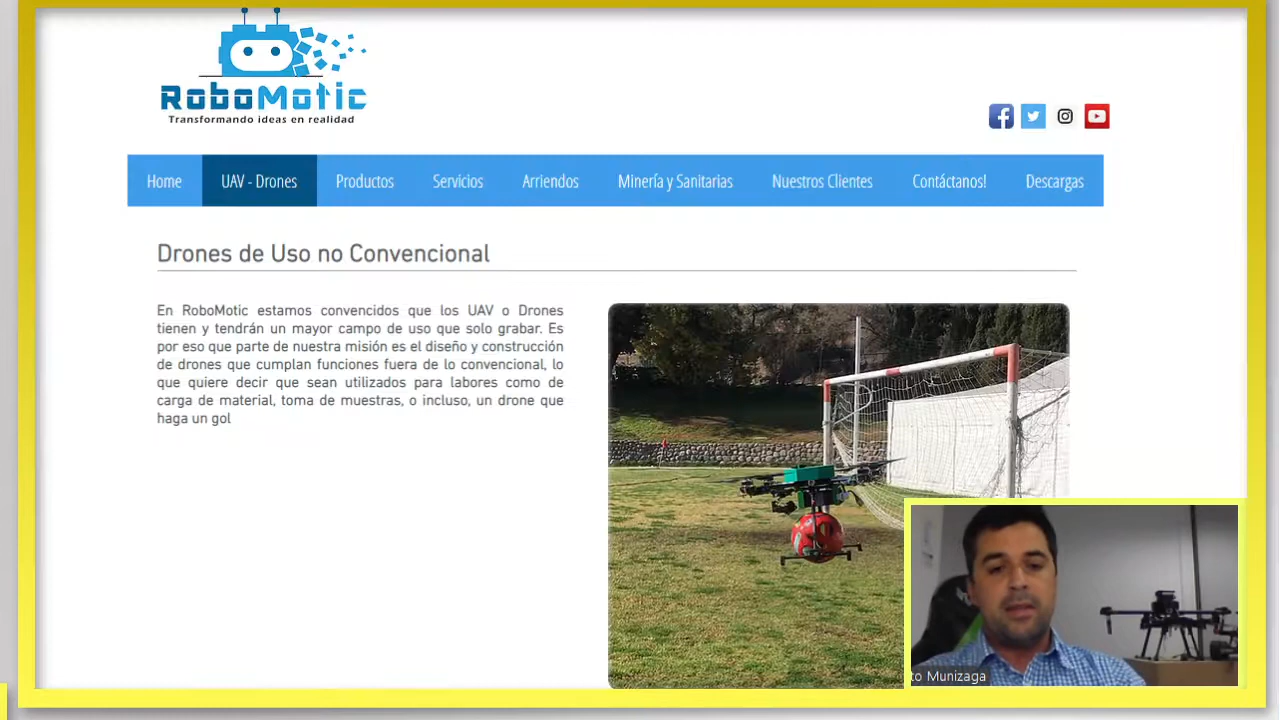 RoboMotic
Transformando ideas en realidad
Home
UAV - Drones
Productos
Servicios
Arriendos
Minería y Sanitarias
Nuestros Clientes
Contáctanos!
Descargas
Drones de Uso no Convencional
En RoboMotic estamos convencidos que los UAV o Drones
tienen y tendrán un mayor campo de uso que solo grabar. Es
por eso que parte de nuestra misión es el diseño y construcción
de drones que cumplan funciones fuera de lo convencional, lo
que quiere decir que sean utilizados para labores como de
carga de material, toma de muestras, o incluso, un drone que
haga un gol
to Munizaga